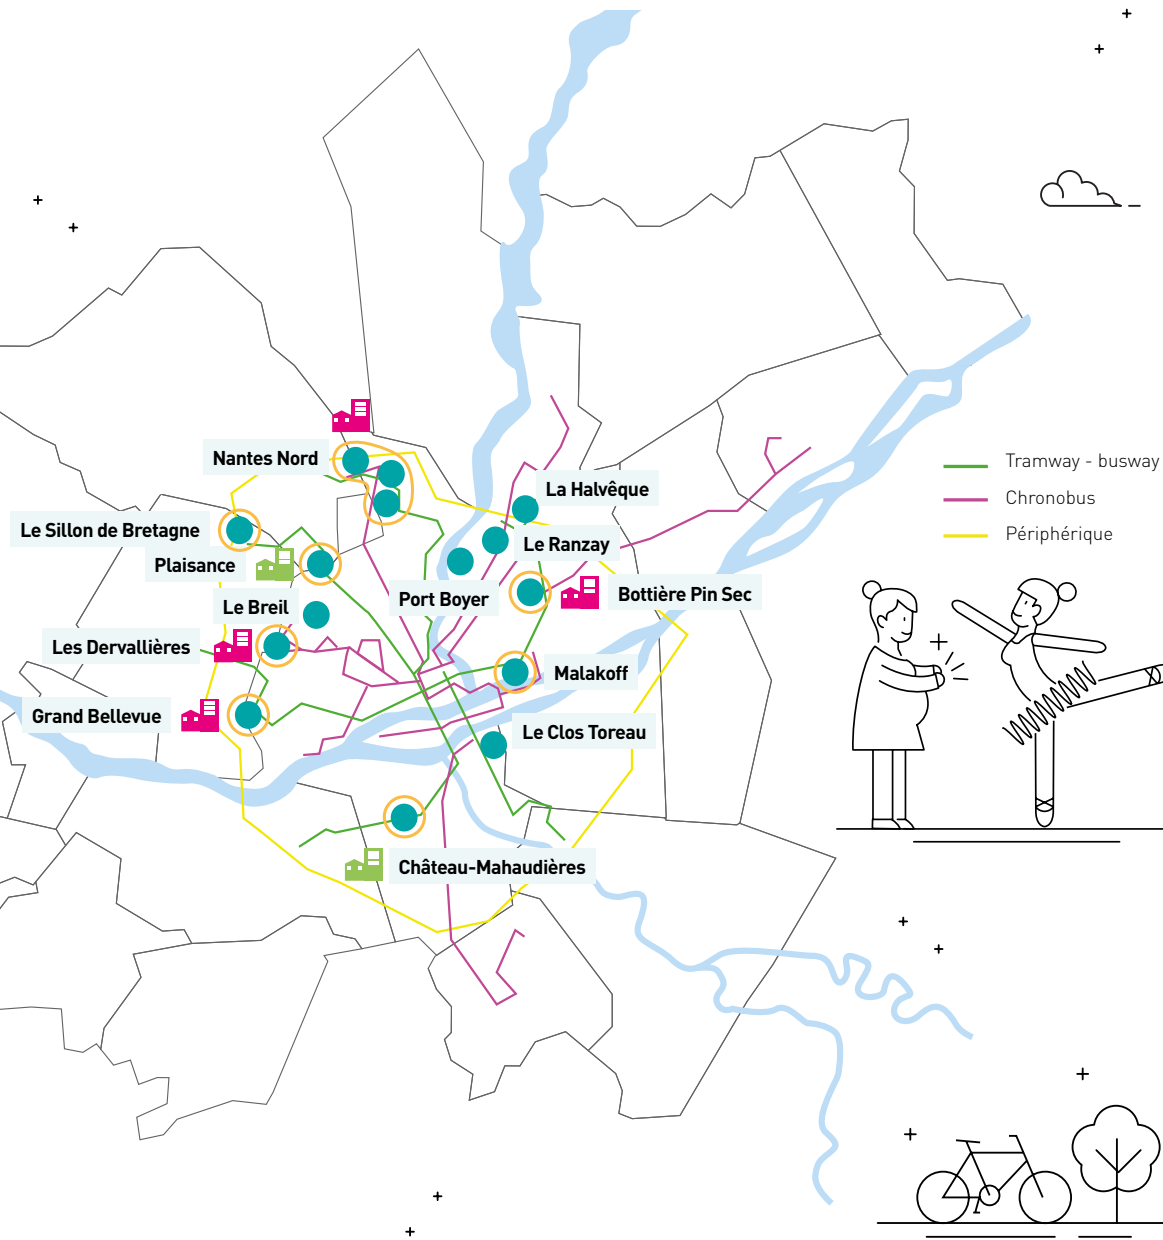 Nantes Nord
Tramway - busway
La Halvêque
Chronobus
Le Sillon de Bretagne
Périphérique
Le Ranzay
Plaisance
Bottière Pin Sec
Port Boyer
Le Breil
Les Dervallières
Malakoff
Grand Bellevue
Le Clos Toreau
Château-Mahaudières